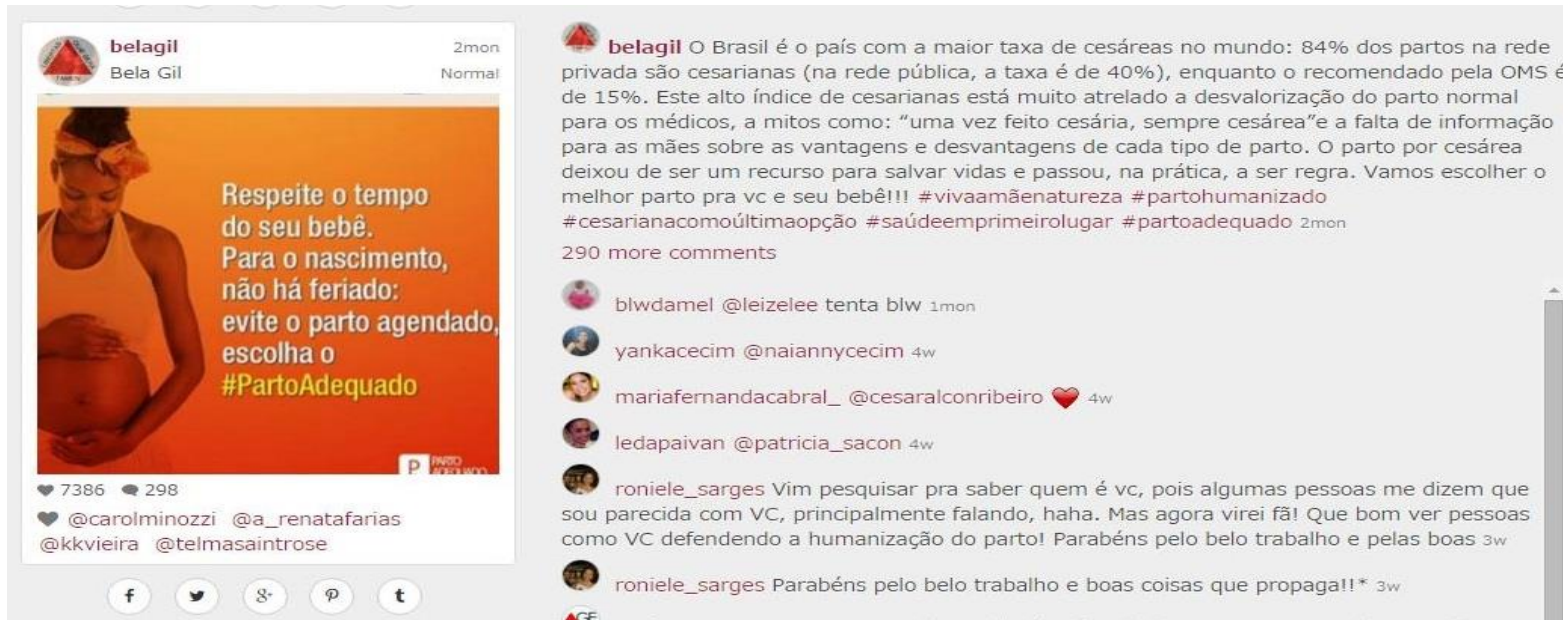 belagil
2mon
Bela Gil
Normal
Respeite o tempo
do seu bebê.
Para o nascimento,
não há feriado:
evite o parto agendado,
escolha o
#PartoAdequado
P PARTO
ADEQUADO
7386 298
@carolminozzi @a_renatafarias
@kkvieira @telmasaintrose
f 8+ t
belagil O Brasil é o país com a maior taxa de cesáreas no mundo: 84% dos partos na rede
privada são cesarianas (na rede pública, a taxa é de 40%), enquanto o recomendado pela OMS é
de 15%. Este alto índice de cesarianas está muito atrelado a desvalorização do parto normal
para os médicos, a mitos como: “uma vez feito cesária, sempre cesárea”e a falta de informação
para as mães sobre as vantagens e desvantagens de cada tipo de parto. O parto por cesárea
deixou de ser um recurso para salvar vidas e passou, na prática, a ser regra. Vamos escolher o
melhor parto pra vc e seu bebê!!! #vivaamãenatureza #partohumanizado
#cesarianacomoúltimaopção #saúdeemprimeirolugar #partoadequado 2mon
290 more comments
blwdamel @leizelee tenta blw 1mon
yankacecim @naiannycecim 4w
mariafernandacabral_ @cesaralconribeiro ❤ 4w
ledapaivan @patricia_sacon 4w
roniele_sarges Vim pesquisar pra saber quem é vc, pois algumas pessoas me dizem que
sou parecida com VC, principalmente falando, haha. Mas agora virei fã! Que bom ver pessoas
como VC defendendo a humanização do parto! Parabéns pelo belo trabalho e pelas boas 3w
roniele_sarges Parabéns pelo belo trabalho e boas coisas que propaga!!* 3w